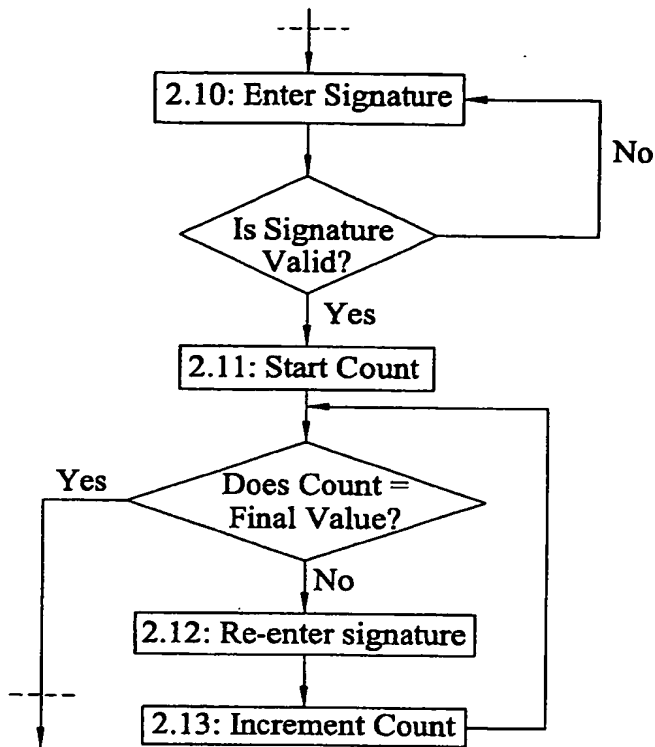 2.10: Enter Signature
No
Is Signature
Valid?
Yes
2.11: Start Count
Yes
Does Count =
Final Value?
No
2.12: Re-enter signature
2.13: Increment Count